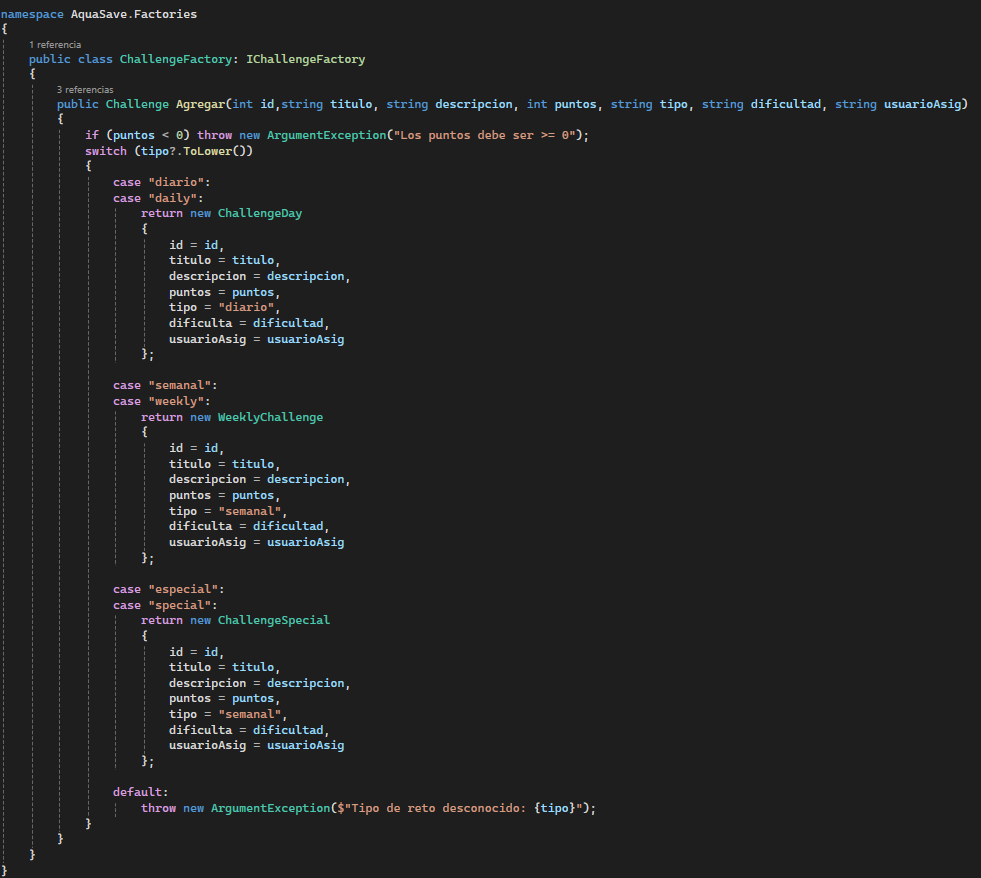 namespace AquaSave.Factories
{
1 referencia
public class ChallengeFactory: IChallengeFactory
{
3 referencias
public Challenge Agregar(int id,string titulo, string descripcion, int puntos, string tipo, string dificultad, string usuarioAsig)
{
if (puntos < 0) throw new ArgumentException("Los puntos debe ser >= 0");
switch (tipo?.ToLower())
{
case "diario":
case "daily":
return new ChallengeDay
{
id = id,
titulo = titulo,
descripcion = descripcion,
puntos = puntos,
tipo = "diario",
dificulta = dificultad,
usuarioAsig = usuarioAsig
};
case "semanal":
case "weekly":
return new WeeklyChallenge
{
id = id,
titulo = titulo,
descripcion = descripcion,
puntos = puntos,
tipo = "semanal",
dificulta = dificultad,
usuarioAsig = usuarioAsig
};
case "especial":
case "special":
return new ChallengeSpecial
{
id = id,
titulo = titulo,
descripcion = descripcion,
puntos = puntos,
tipo = "semanal",
dificulta = dificultad,
usuarioAsig = usuarioAsig
};
default:
throw new ArgumentException($"Tipo de reto desconocido: {tipo}");
}
}
}
}